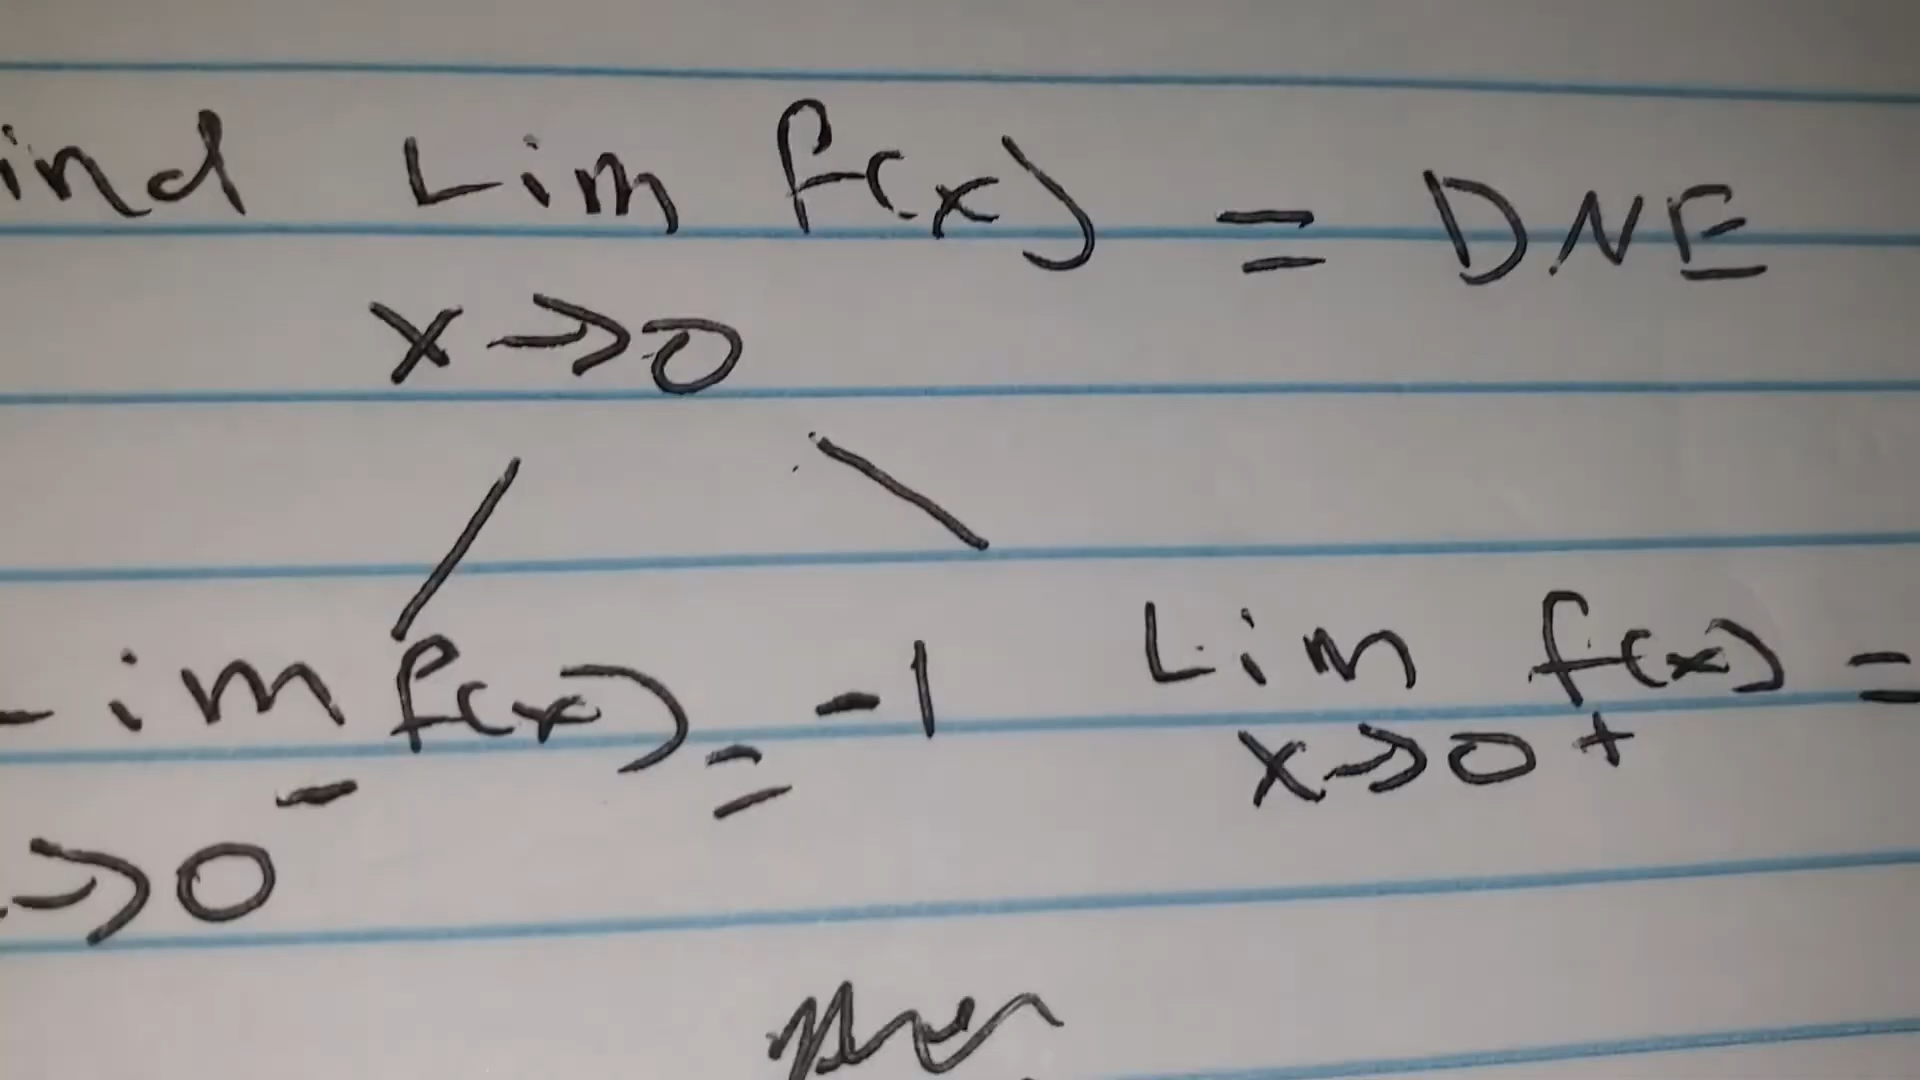 ind Lim f(x) = DNE
x→0
im f(x) = -1 Lim f(x) =
→0⁻ x→0⁺